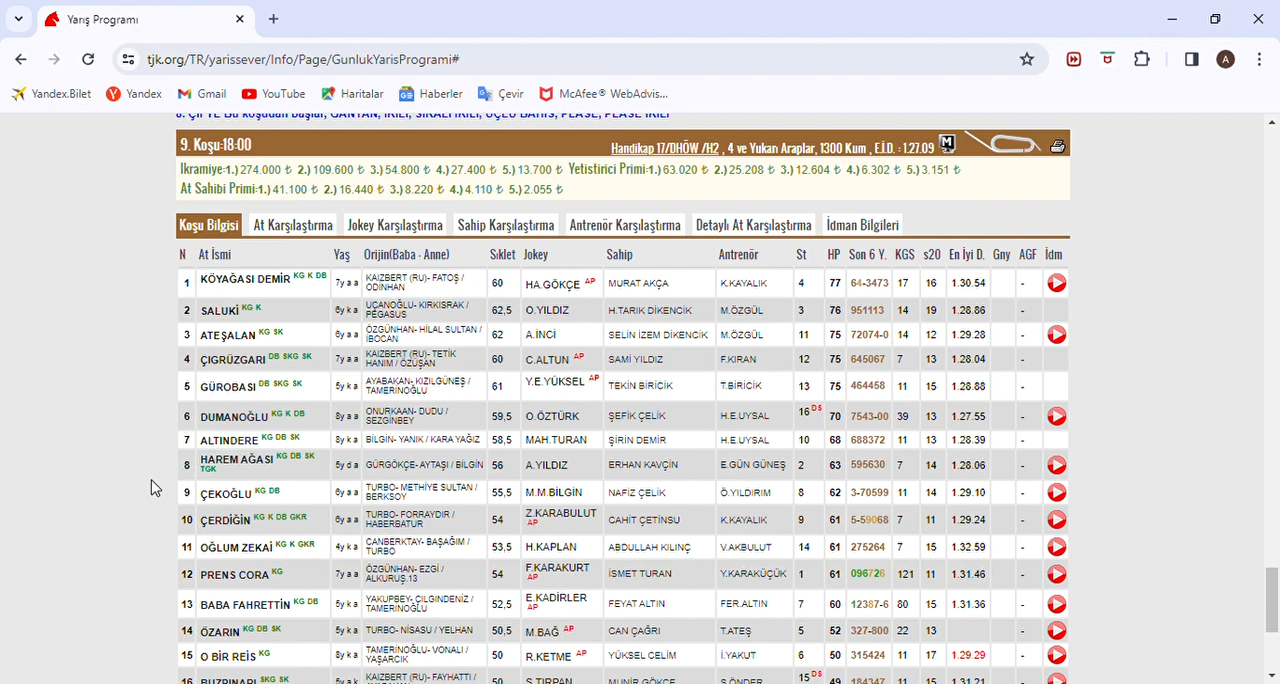 Yarış Programı
tjk.org/TR/yarissever/Info/Page/GunlukYarisProgrami#
A
Yandex.Bilet Yandex Gmail YouTube Haritalar Haberler Çevir McAfee® WebAdvis...
9. Koşu:18:00 Handikap 17/DHÖW /H2 , 4 ve Yukarı Araplar, 1300 Kum , E.İ.D. : 1.27.09
İkramiye:1.) 274.000 ₺ 2.) 109.600 ₺ 3.) 54.800 ₺ 4.) 27.400 ₺ 5.) 13.700 ₺ Yetiştirici Primi:1.) 63.020 ₺ 2.) 25.208 ₺ 3.) 12.604 ₺ 4.) 6.302 ₺ 5.) 3.151 ₺
At Sahibi Primi:1.) 41.100 ₺ 2.) 16.440 ₺ 3.) 8.220 ₺ 4.) 4.110 ₺ 5.) 2.055 ₺
Koşu Bilgisi At Karşılaştırma Jokey Karşılaştırma Sahip Karşılaştırma Antrenör Karşılaştırma Detaylı At Karşılaştırma İdman Bilgileri
N At İsmi Yaş Orijin(Baba - Anne) Sıklet Jokey Sahip Antrenör St HP Son 6 Y. KGS s20 En İyi D. Gny AGF İdm
1 KÖYAĞASI DEMİR KG K DB 7y a a KAIZBERT (RU)- FATOŞ / ODİNHAN 60 HA.GÖKÇE AP MURAT AKÇA K.KAYALIK 4 77 64-3473 17 16 1.30.54 -
2 SALUKİ KG K 6y k a UÇANOĞLU- KIRKISRAK / PEGASUS 62,5 O.YILDIZ H.TARIK DİKENCİK M.ÖZGÜL 3 76 951113 14 19 1.28.86 -
3 ATEŞALAN KG SK 6y a a ÖZGÜNHAN- HİLAL SULTAN / İBOCAN 62 A.İNCİ SELİN İZEM DİKENCİK M.ÖZGÜL 11 75 72074-0 14 12 1.29.28 -
4 ÇIGRÜZGARI DB SKG SK 7y a a KAIZBERT (RU)- TETİK HANIM / ÖZÜŞAN 60 C.ALTUN AP SAMİ YILDIZ F.KIRAN 12 75 645067 7 13 1.28.04 -
5 GÜROBASI DB SKG SK 5y k a AYABAKAN- KIZILGÜNEŞ / TAMERİNOĞLU 61 Y.E.YÜKSEL AP TEKİN BİRİCİK T.BİRİCİK 13 75 464458 11 15 1.28.88 -
6 DUMANOĞLU KG K DB 8y a a ONURKAAN- DUDU / SEZGİNBEY 59,5 O.ÖZTÜRK ŞEFİK ÇELİK H.E.UYSAL 16 DS 70 7543-00 39 13 1.27.55 -
7 ALTINDERE KG DB SK 8y k a BİLGİN- YANIK / KARA YAĞIZ 58,5 MAH.TURAN ŞİRİN DEMİR H.E.UYSAL 10 68 688372 11 13 1.28.39 -
8 HAREM AĞASI KG DB SK TGK 5y d a GÜRGÖKÇE- AYTAŞI / BİLGİN 56 A.YILDIZ ERHAN KAVÇİN E.GÜN GÜNEŞ 2 63 595630 7 14 1.28.06 -
9 ÇEKOĞLU KG DB 6y a a TURBO- METHİYE SULTAN / BERKSOY 55,5 M.M.BİLGİN NAFİZ ÇELİK Ö.YILDIRIM 8 62 3-70599 11 14 1.29.10 -
10 ÇERDİĞİN KG K DB GKR 6y a a TURBO- FORRAYDIR / HABERBATUR 54 Z.KARABULUT AP CAHİT ÇETİNSU K.KAYALIK 9 61 5-59068 7 11 1.29.24 -
11 OĞLUM ZEKAİ KG K GKR 4y k a CANBERKTAY- BAŞAĞIM / TURBO 53,5 H.KAPLAN ABDULLAH KILINÇ V.AKBULUT 14 61 275264 7 15 1.32.59 -
12 PRENS CORA KG 7y a a ÖZGÜNHAN- EZGİ / ALKURUŞ.13 54 F.KARAKURT AP İSMET TURAN Y.KARAKÜÇÜK 1 61 096726 121 11 1.31.46 -
13 BABA FAHRETTİN KG DB 5y k a YAKUPBEY- ÇILGINDENİZ / TAMERİNOĞLU 52,5 E.KADİRLER AP FEYAT ALTIN FER.ALTIN 7 60 12387-6 80 15 1.31.36 -
14 ÖZARIN KG DB SK 5y k a TURBO- NİSASU / YELHAN 50,5 M.BAĞ AP CAN ÇAĞRI T.ATEŞ 5 52 327-800 22 13 -
15 O BİR REİS KG 8y k a TAMERİNOĞLU- VONALI / YAŞARCIK 50 R.KETME AP YÜKSEL CELİM İ.YAKUT 6 50 315424 11 17 1.29.29 -
16 BUZPINARI SKG SK KAIZBERT (RU)- FAYHATTI / 50 S.TIRPAN MÜNİR GÖKÇE S.ÖNDER 15 DS 49 184347 11 15 1.31.21 -